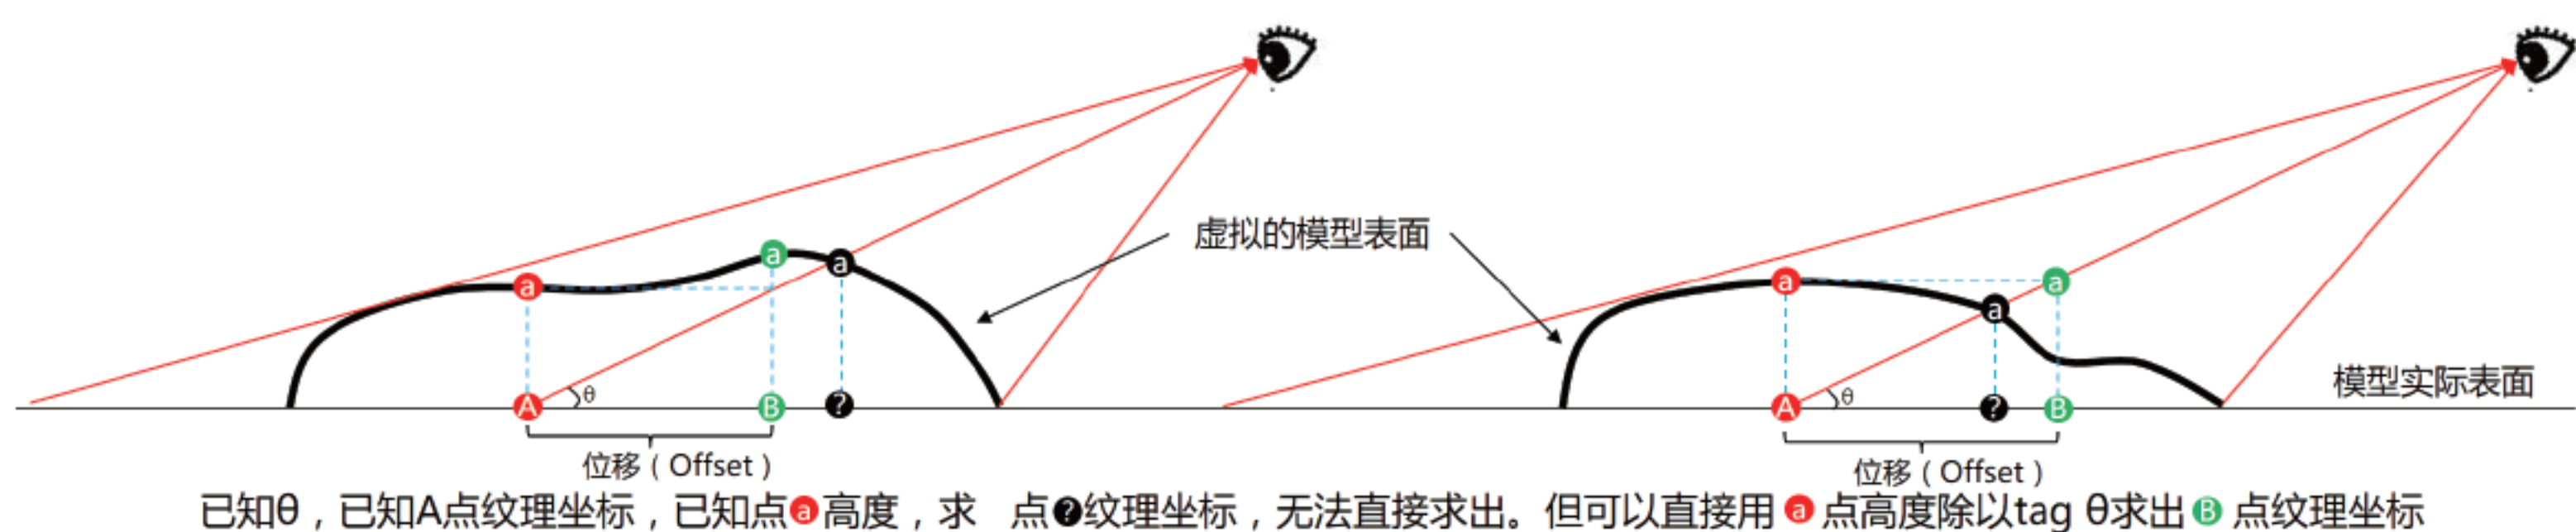 虚拟的模型表面
a
a
a
a
a
a
θ
θ
模型实际表面
A
B
?
A
?
B
位移（Offset）
位移（Offset）
已知θ，已知A点纹理坐标，已知点a高度，求 点?纹理坐标，无法直接求出。但可以直接用a点高度除以tag θ求出B点纹理坐标